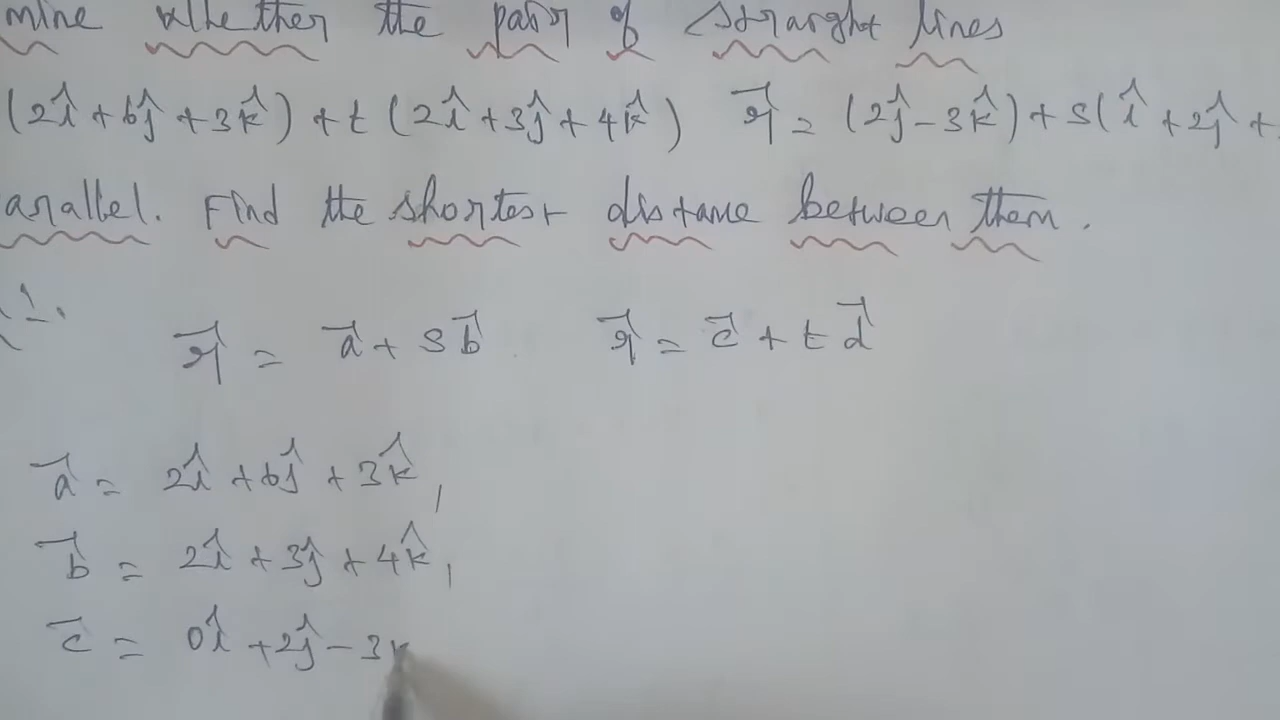 mine whether the pair of straight lines
(2î + 6ĵ + 3k̂) + t (2î + 3ĵ + 4k̂) r⃗ = (2ĵ - 3k̂) + s(î + 2ĵ +
arallel. Find the shortest distance between them.
r⃗ = a⃗ + s b⃗ r⃗ = c⃗ + t d⃗
a⃗ = 2î + 6ĵ + 3k̂,
b⃗ = 2î + 3ĵ + 4k̂,
c⃗ = 0î + 2ĵ - 3k